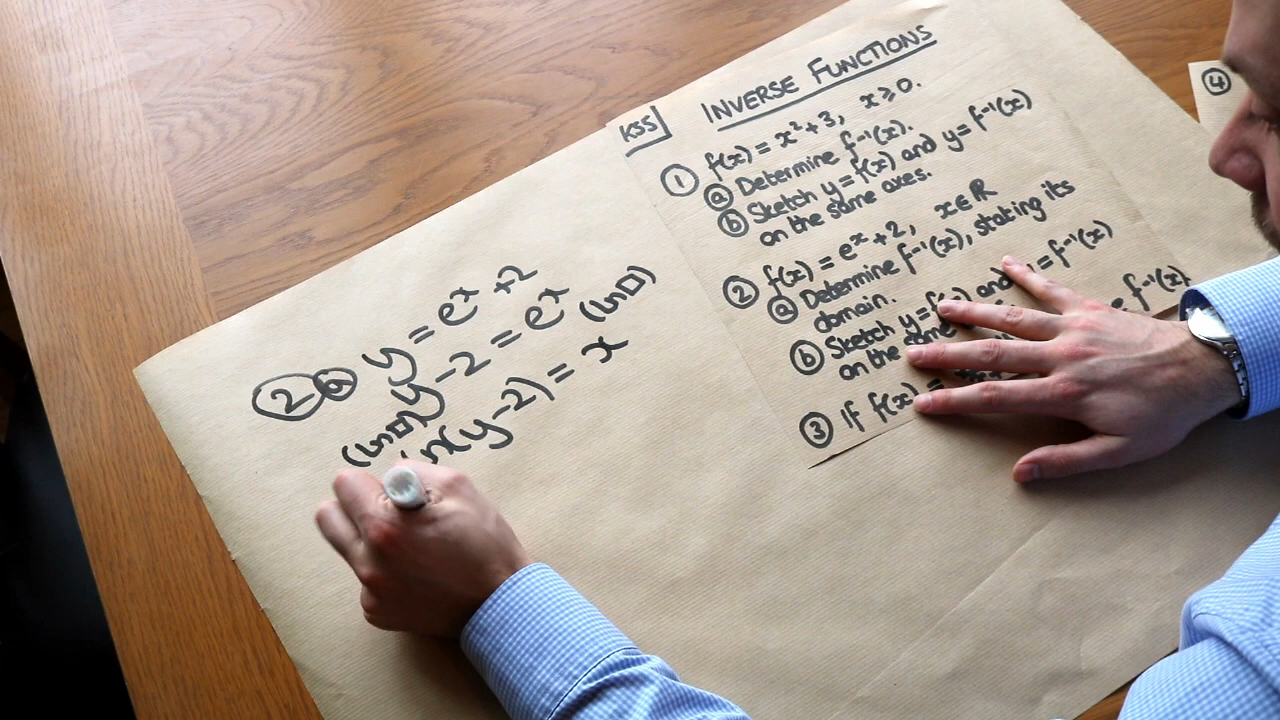 KSS
INVERSE FUNCTIONS
① f(x) = x² + 3, x ⩾ 0.
ⓐ Determine f⁻¹(x).
ⓑ Sketch y = f(x) and y = f⁻¹(x)
on the same axes.
② f(x) = eˣ + 2, x ∈ ℝ
ⓐ Determine f⁻¹(x), stating its
domain.
ⓑ Sketch and = f⁻¹(x)
on the
③ If f(x) = f⁻¹(x)
④
② ⓐ y = eˣ + 2
(ln□) y - 2 = eˣ (ln□)
(y - 2) = x